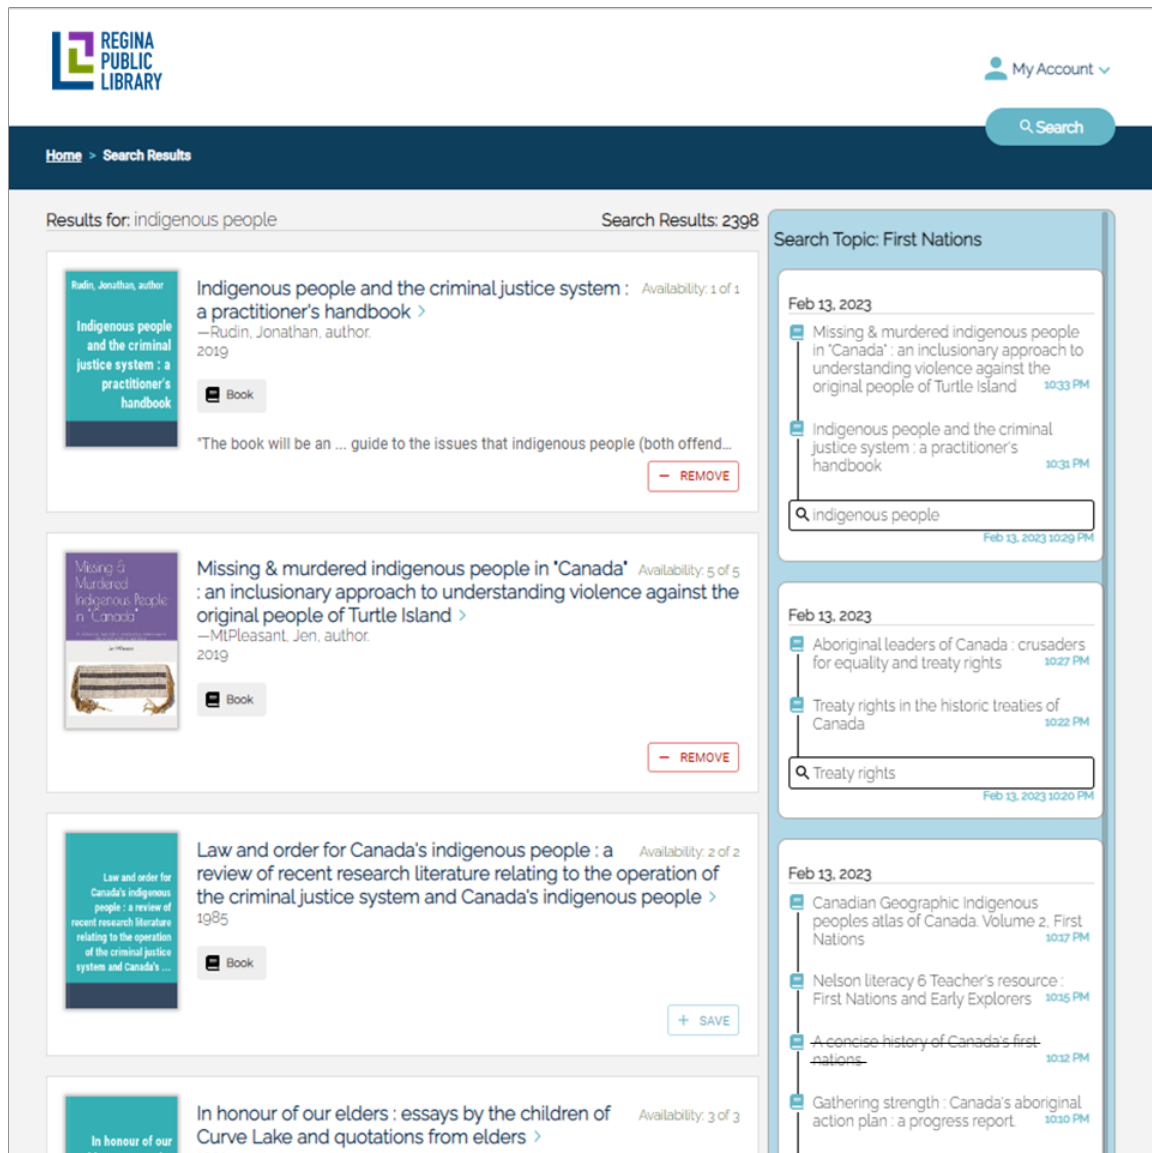 REGINA
PUBLIC
LIBRARY
My Account
Search
Home > Search Results
Results for: indigenous people
Search Results: 2398
Rudin, Jonathan, author
Indigenous people
and the criminal
justice system : a
practitioner's
handbook
Indigenous people and the criminal justice system :
a practitioner's handbook >
Availability: 1 of 1
—Rudin, Jonathan, author.
2019
Book
"The book will be an ... guide to the issues that indigenous people (both offend...
— REMOVE
Missing &
Murdered
Indigenous People
in "Canada"
Missing & murdered indigenous people in "Canada"
Availability: 5 of 5
: an inclusionary approach to understanding violence against the
original people of Turtle Island >
—MtPleasant, Jen, author.
2019
Book
— REMOVE
Law and order for
Canada's indigenous
people : a review of
recent research literature
relating to the operation
of the criminal justice
system and Canada's ...
Law and order for Canada's indigenous people : a
Availability: 2 of 2
review of recent research literature relating to the operation of
the criminal justice system and Canada's indigenous people >
1985
Book
+ SAVE
In honour of our
In honour of our elders : essays by the children of
Availability: 3 of 3
Curve Lake and quotations from elders >
Search Topic: First Nations
Feb 13, 2023
Missing & murdered indigenous people
in "Canada" : an inclusionary approach to
understanding violence against the
original people of Turtle Island 10:33 PM
Indigenous people and the criminal
justice system : a practitioner's
handbook 10:31 PM
indigenous people
Feb 13, 2023 10:29 PM
Feb 13, 2023
Aboriginal leaders of Canada : crusaders
for equality and treaty rights 10:27 PM
Treaty rights in the historic treaties of
Canada 10:22 PM
Treaty rights
Feb 13, 2023 10:20 PM
Feb 13, 2023
Canadian Geographic Indigenous
peoples atlas of Canada. Volume 2, First
Nations 10:17 PM
Nelson literacy 6 Teacher's resource :
First Nations and Early Explorers 10:15 PM
A concise history of Canada's first
nations 10:12 PM
Gathering strength : Canada's aboriginal
action plan : a progress report. 10:10 PM